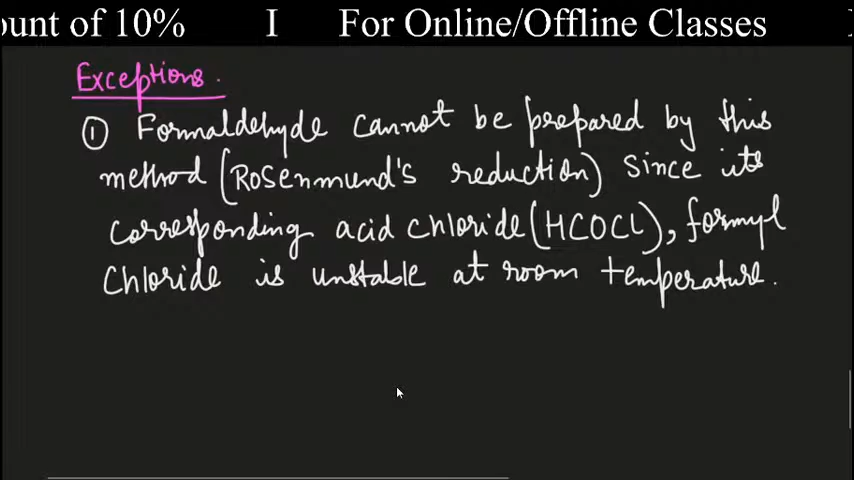 ount of 10% I For Online/Offline Classes
Exceptions.
① Formaldehyde cannot be prepared by this
method (Rosenmund's reduction) since its
corresponding acid chloride (HCOCl), formyl
chloride is unstable at room temperature.